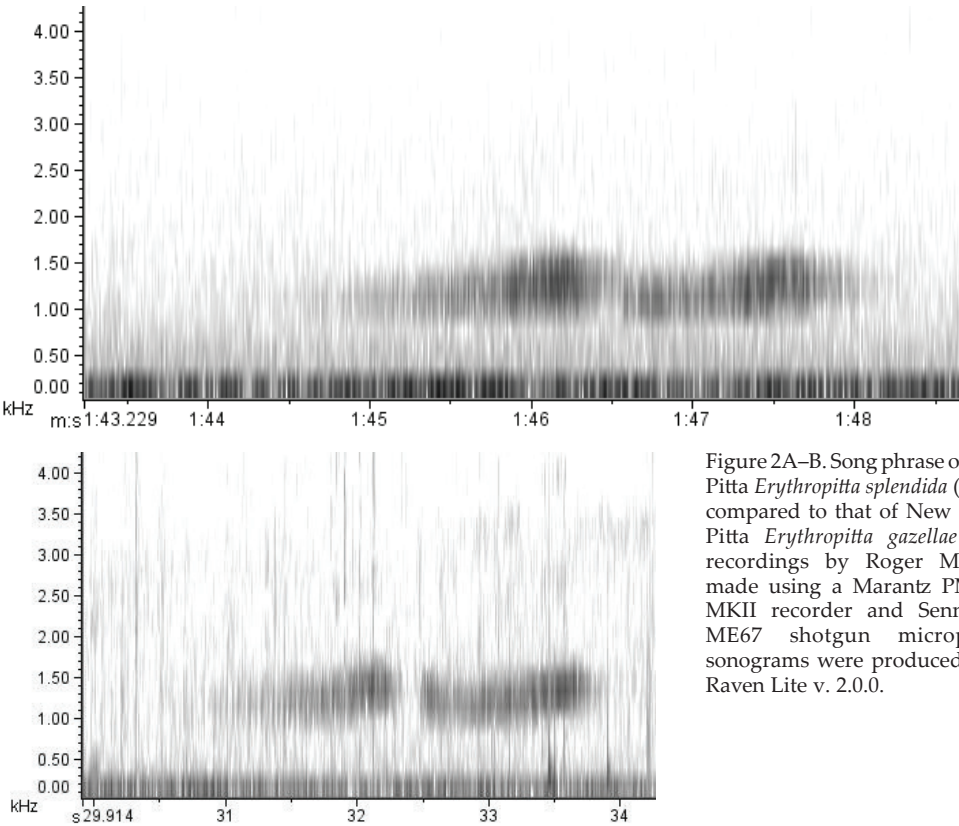 4.00
3.50
3.00
2.50
2.00
1.50
1.00
0.50
0.00
kHz
m:s 1:43.229 1:44 1:45 1:46 1:47 1:48
4.00
3.50
3.00
2.50
2.00
1.50
1.00
0.50
0.00
kHz
s 29.914 31 32 33 34
Figure 2A–B. Song phrase o
Pitta Erythropitta splendida (
compared to that of New
Pitta Erythropitta gazellae
recordings by Roger M
made using a Marantz PM
MKII recorder and Senn
ME67 shotgun microp
sonograms were produced
Raven Lite v. 2.0.0.